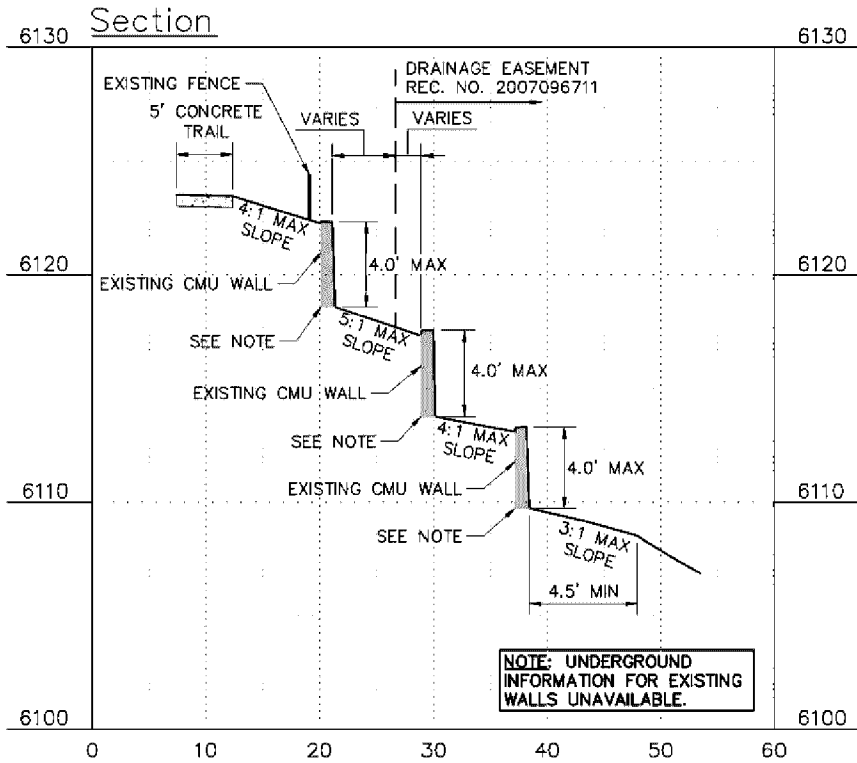 Section
6130
6130
DRAINAGE EASEMENT
REC. NO. 2007096711
EXISTING FENCE
5' CONCRETE
TRAIL
VARIES
VARIES
4:1 MAX
SLOPE
6120
6120
4.0' MAX
EXISTING CMU WALL
5:1 MAX
SLOPE
SEE NOTE
4.0' MAX
EXISTING CMU WALL
4:1 MAX
SLOPE
SEE NOTE
4.0' MAX
EXISTING CMU WALL
6110
6110
SEE NOTE
3:1 MAX
SLOPE
4.5' MIN
NOTE: UNDERGROUND
INFORMATION FOR EXISTING
WALLS UNAVAILABLE.
6100
6100
0 10 20 30 40 50 60